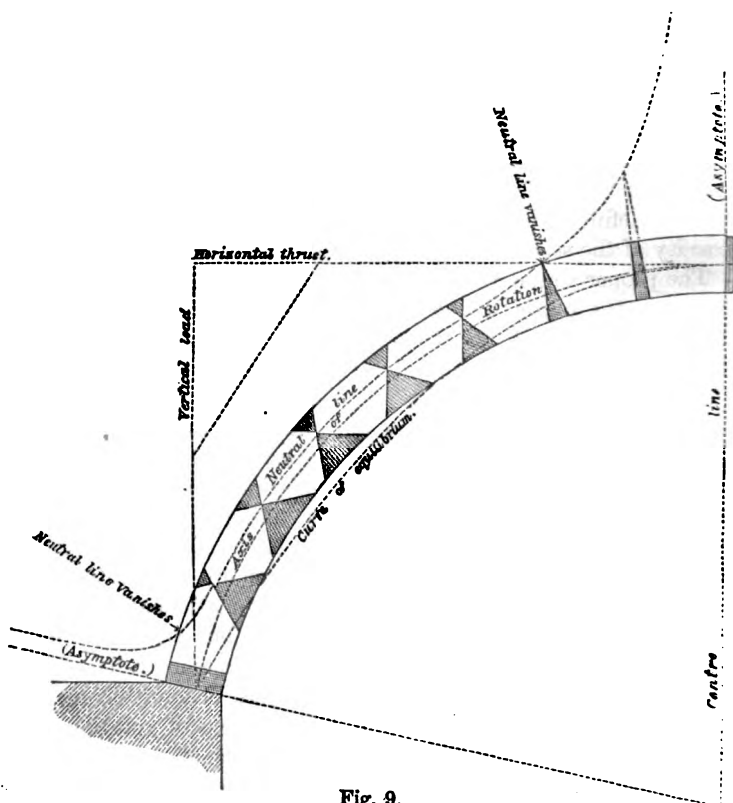 (Asymptote.)
Neutral line vanishes
Horizontal thrust.
Rotation
Vertical load
line
of
Neutral
Axis
Curve of equilibrium.
line
Neutral line Vanishes
(Asymptote.)
Centre
Fig. 9.